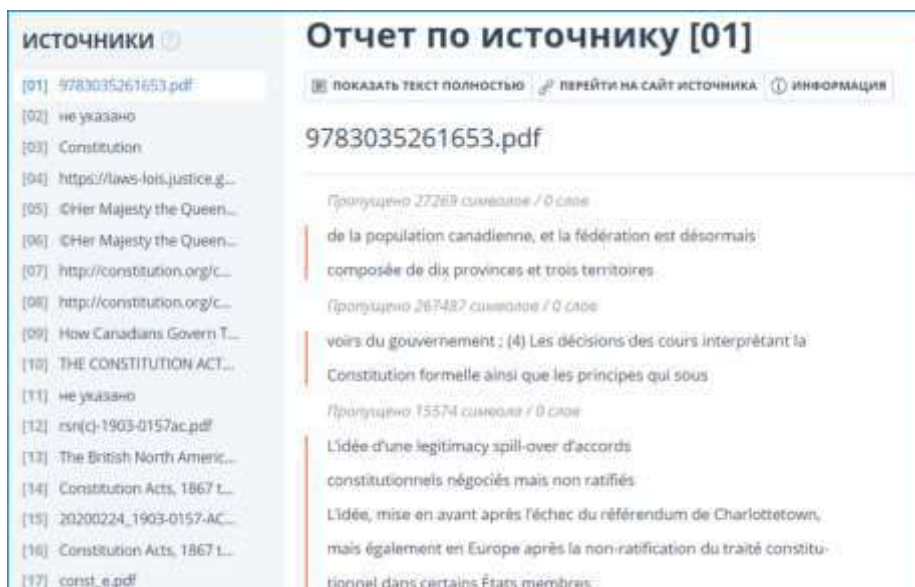 ИСТОЧНИКИ
[01] 9783035261653.pdf
[02] не указано
[03] Constitution
[04] https://laws-lois.justice.g...
[05] ©Her Majesty the Queen...
[06] ©Her Majesty the Queen...
[07] http://constitution.org/c...
[08] http://constitution.org/c...
[09] How Canadians Govern T...
[10] THE CONSTITUTION ACT...
[11] не указано
[12] rsn(c)-1903-0157ac.pdf
[13] The British North Americ...
[14] Constitution Acts, 1867 t...
[15] 20200224_1903-0157-AC...
[16] Constitution Acts, 1867 t...
[17] const_e.pdf
Отчет по источнику [01]
ПОКАЗАТЬ ТЕКСТ ПОЛНОСТЬЮ ПЕРЕЙТИ НА САЙТ ИСТОЧНИКА ИНФОРМАЦИЯ
9783035261653.pdf
Пропущено 27269 символов / 0 слов
de la population canadienne, et la fédération est désormais
composée de dix provinces et trois territoires
Пропущено 267487 символов / 0 слов
voirs du gouvernement ; (4) Les décisions des cours interprétant la
Constitution formelle ainsi que les principes qui sous
Пропущено 15574 символа / 0 слов
L'idée d'une legitimacy spill-over d'accords
constitutionnels négociés mais non ratifiés
L'idée, mise en avant après l'échec du référendum de Charlottetown,
mais également en Europe après la non-ratification du traité constitu-
tionnel dans certains États membres